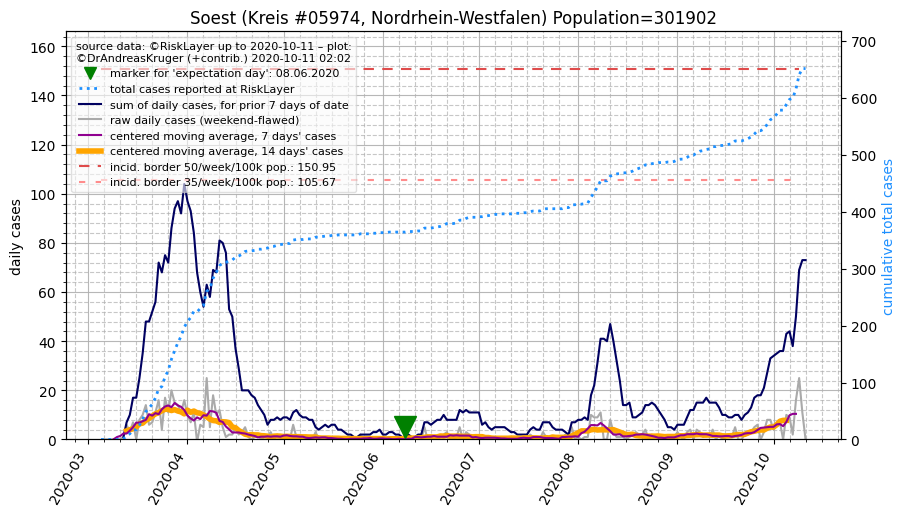 Soest (Kreis #05974, Nordrhein-Westfalen) Population=301902
source data: ©RiskLayer up to 2020-10-11 – plot:
©DrAndreasKruger (+contrib.) 2020-10-11 02:02
marker for 'expectation day': 08.06.2020
total cases reported at RiskLayer
sum of daily cases, for prior 7 days of date
raw daily cases (weekend-flawed)
centered moving average, 7 days' cases
centered moving average, 14 days' cases
incid. border 50/week/100k pop.: 150.95
incid. border 35/week/100k pop.: 105.67
daily cases
160
140
120
100
80
60
40
20
0
cumulative total cases
700
600
500
400
300
200
100
0
2020-03
2020-04
2020-05
2020-06
2020-07
2020-08
2020-09
2020-10